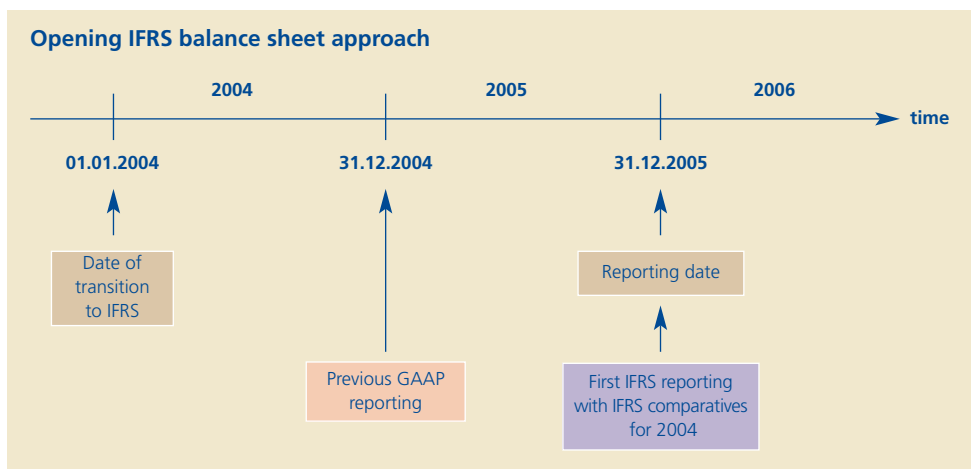 Opening IFRS balance sheet approach
2004
2005
2006
time
01.01.2004
31.12.2004
31.12.2005
Date of
transition
to IFRS
Reporting date
Previous GAAP
reporting
First IFRS reporting
with IFRS comparatives
for 2004